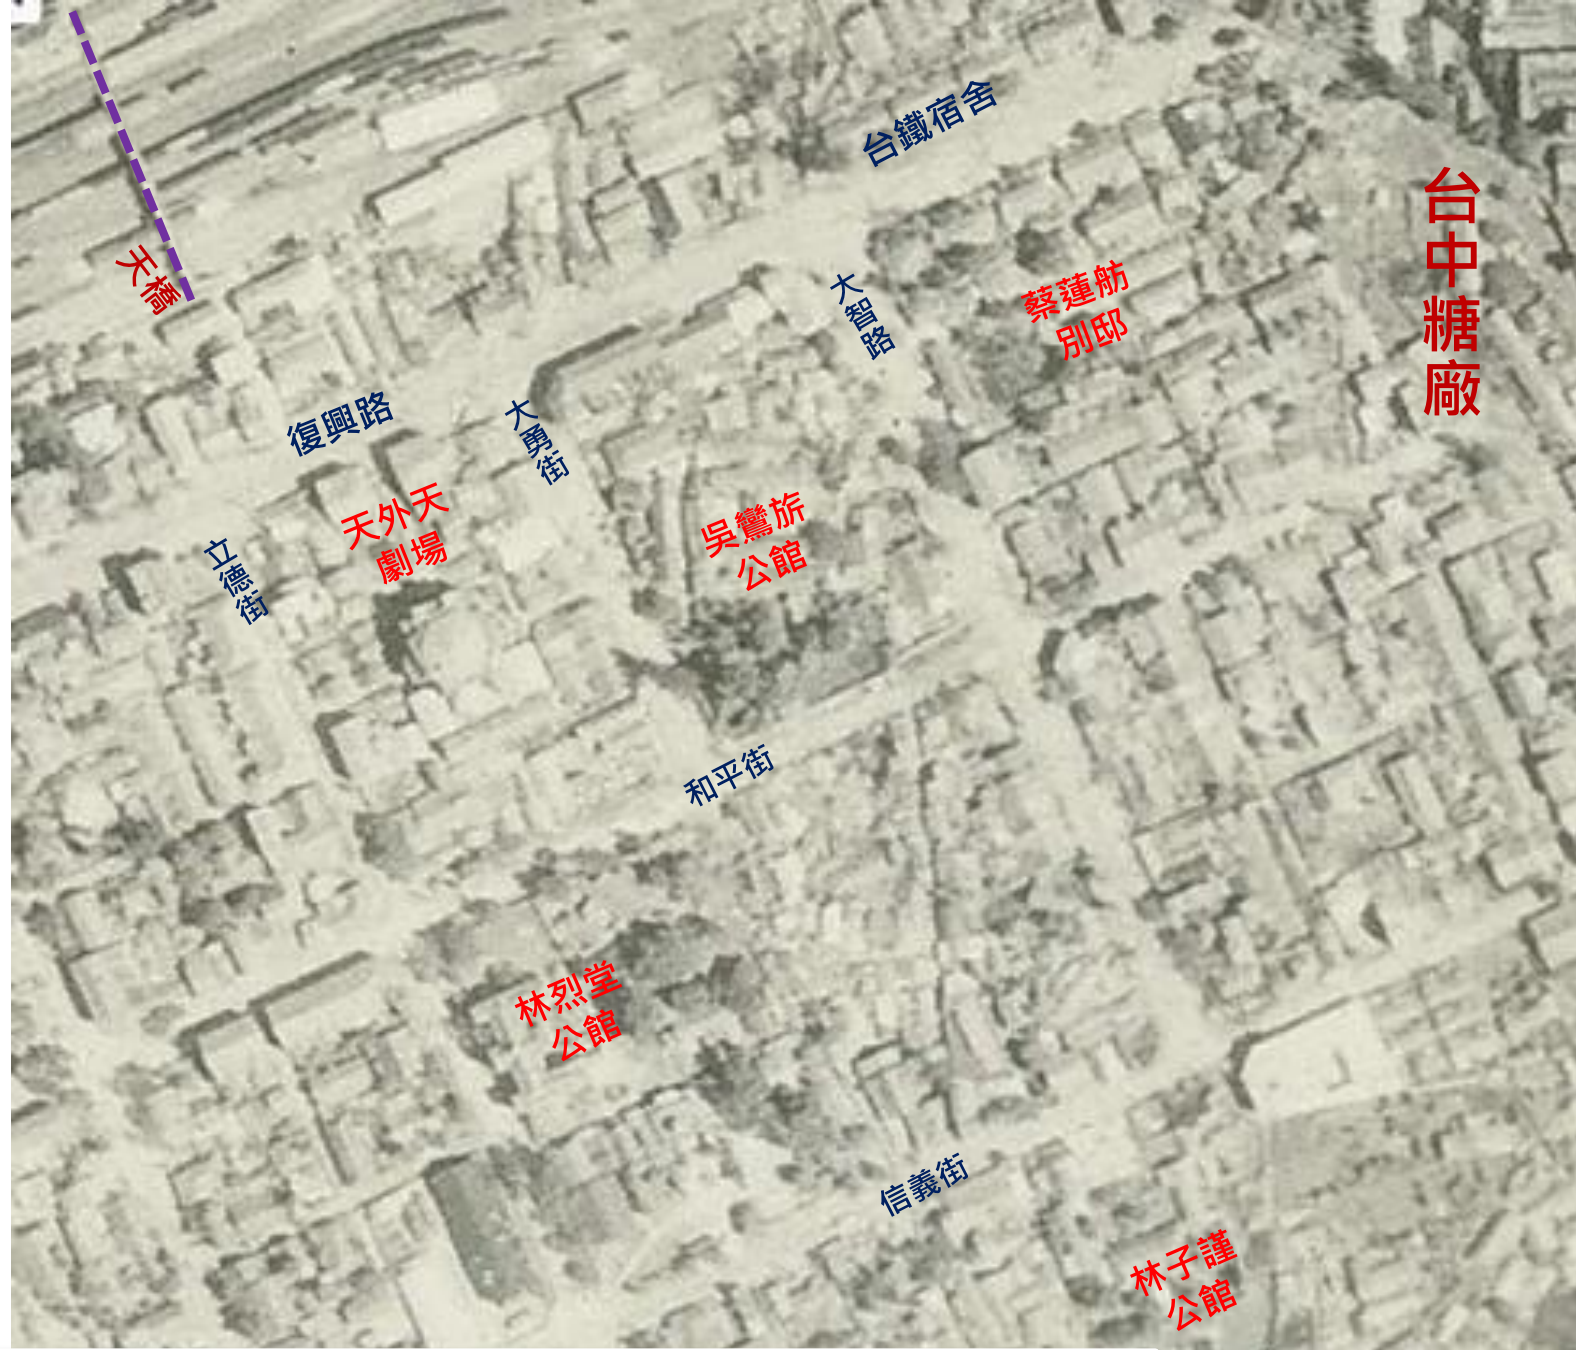 台鐵宿舍
台中糖廠
天橋
大智路
蔡蓮舫
別邸
復興路
大勇街
天外天
劇場
吳鸞旂
公館
立德街
和平街
林烈堂
公館
信義街
林子謹
公館